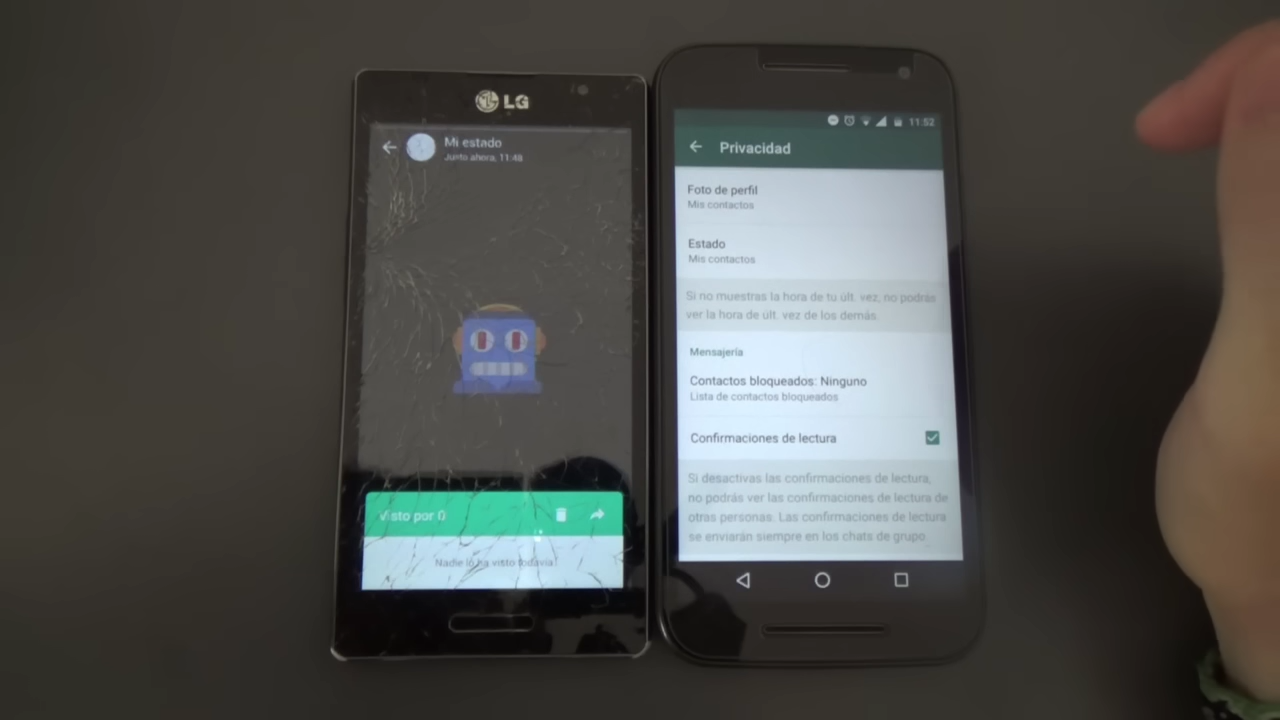 LG
Mi estado
Junto ahora, 11:48
Visto por 0
Nadie lo ha visto todavía
11:52
Privacidad
Foto de perfil
Mis contactos
Estado
Mis contactos
Si no muestras la hora de tu últ. vez, no podrás
ver la hora de últ. vez de los demás.
Mensajería
Contactos bloqueados: Ninguno
Lista de contactos bloqueados
Confirmaciones de lectura
Si desactivas las confirmaciones de lectura,
no podrás ver las confirmaciones de lectura de
otras personas. Las confirmaciones de lectura
se enviarán siempre en los chats de grupo.